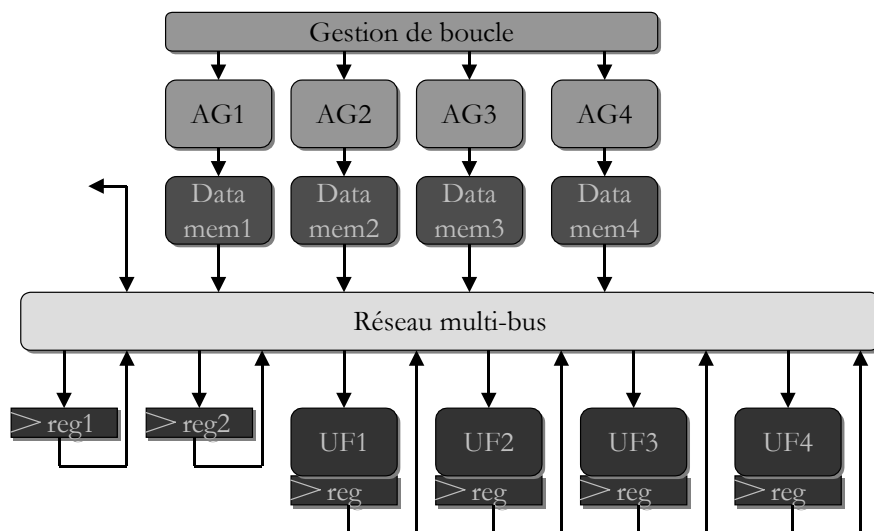 Gestion de boucle
AG1
AG2
AG3
AG4
Data
mem1
Data
mem2
Data
mem3
Data
mem4
Réseau multi-bus
reg1
reg2
UF1
UF2
UF3
UF4
reg
reg
reg
reg